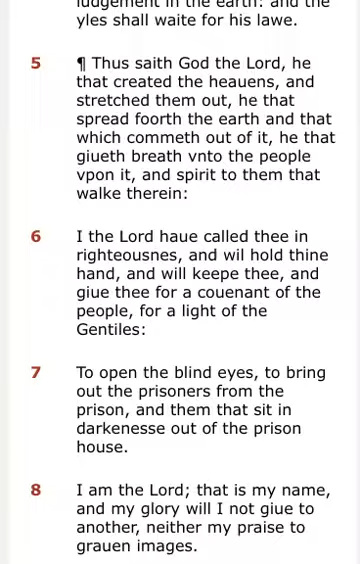 iudgement in the earth: and the
yles shall waite for his lawe.
5 ¶ Thus saith God the Lord, he
that created the heauens, and
stretched them out, he that
spread foorth the earth and that
which commeth out of it, he that
giueth breath vnto the people
vpon it, and spirit to them that
walke therein:
6 I the Lord haue called thee in
righteousnes, and wil hold thine
hand, and will keepe thee, and
giue thee for a couenant of the
people, for a light of the
Gentiles:
7 To open the blind eyes, to bring
out the prisoners from the
prison, and them that sit in
darkenesse out of the prison
house.
8 I am the Lord; that is my name,
and my glory will I not giue to
another, neither my praise to
grauen images.